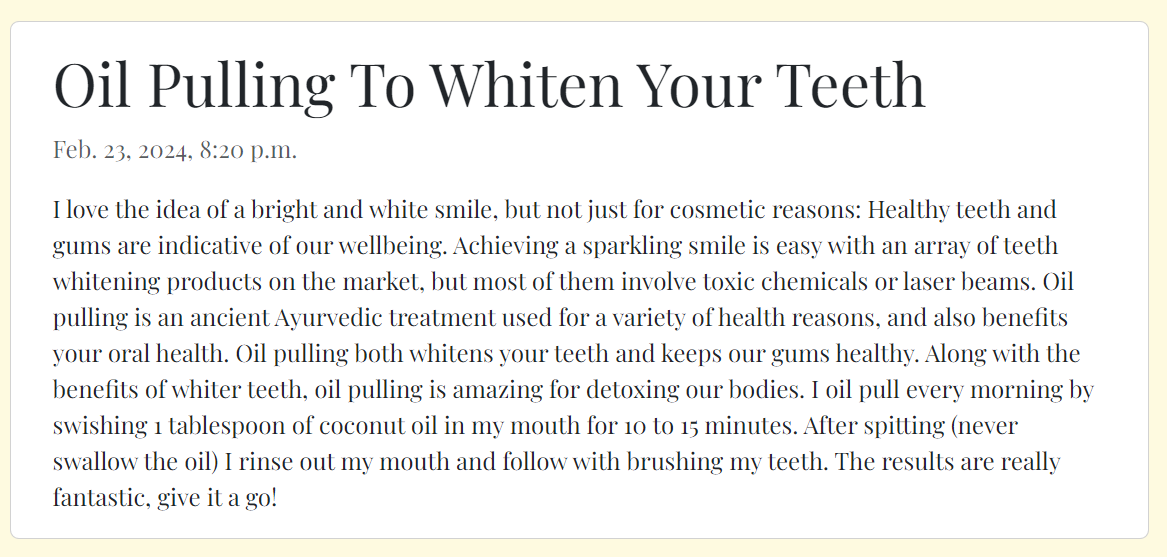 Oil Pulling To Whiten Your Teeth
Feb. 23, 2024, 8:20 p.m.
I love the idea of a bright and white smile, but not just for cosmetic reasons: Healthy teeth and
gums are indicative of our wellbeing. Achieving a sparkling smile is easy with an array of teeth
whitening products on the market, but most of them involve toxic chemicals or laser beams. Oil
pulling is an ancient Ayurvedic treatment used for a variety of health reasons, and also benefits
your oral health. Oil pulling both whitens your teeth and keeps our gums healthy. Along with the
benefits of whiter teeth, oil pulling is amazing for detoxing our bodies. I oil pull every morning by
swishing 1 tablespoon of coconut oil in my mouth for 10 to 15 minutes. After spitting (never
swallow the oil) I rinse out my mouth and follow with brushing my teeth. The results are really
fantastic, give it a go!